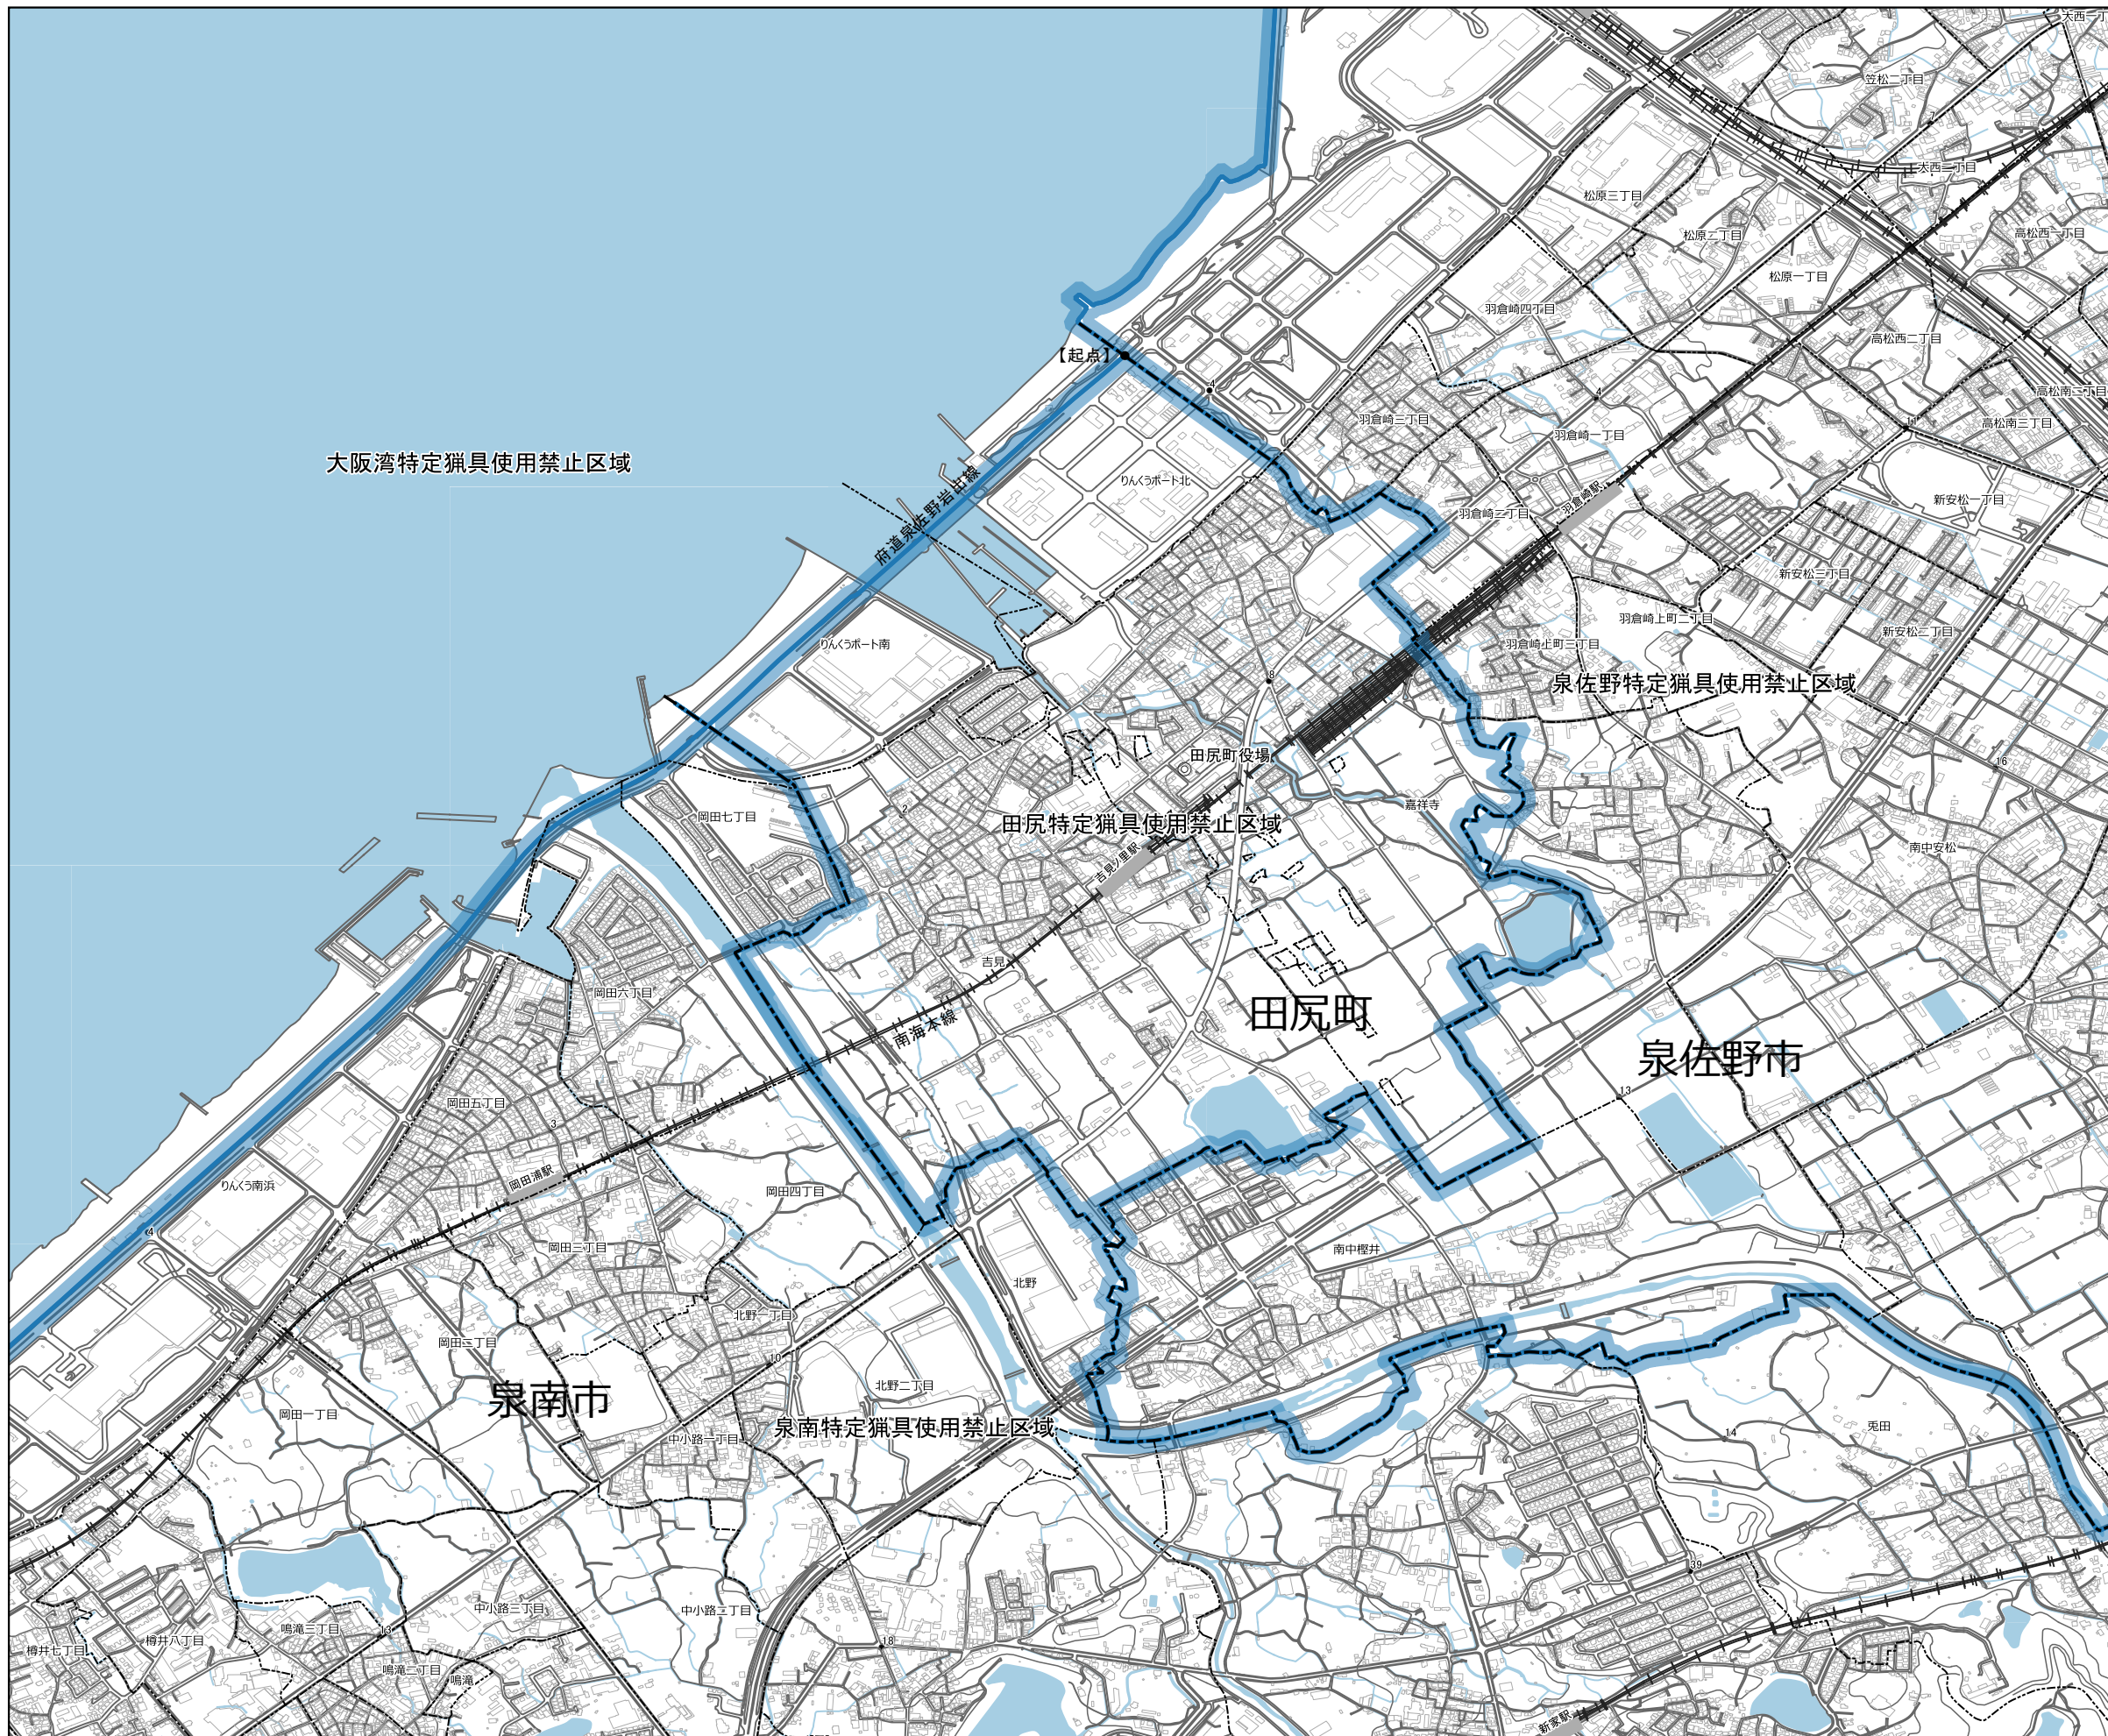 大西一丁
笠松二丁目
7
大西二丁目
松原三丁目
松原二丁目
高松西一丁目
松原一丁目
羽倉崎四丁目
高松西二丁目
【起点】
4
4
高松南二丁目
羽倉崎三丁目
11
高松南三丁目
羽倉崎一丁目
大阪湾特定猟具使用禁止区域
府道泉佐野岩出線
りんくうポート北
羽倉崎駅
新安松一丁目
羽倉崎二丁目
新安松三丁目
羽倉崎上町二丁目
新安松二丁目
りんくうポート南
羽倉崎上町三丁目
8
泉佐野特定猟具使用禁止区域
田尻町役場
16
嘉祥寺
2
岡田七丁目
田尻特定猟具使用禁止区域
南中安松
吉見ノ里駅
吉見
岡田六丁目
田尻町
南海本線
泉佐野市
13
岡田五丁目
3
岡田浦駅
りんくう南浜
岡田四丁目
4
岡田三丁目
南中樫井
北野
北野一丁目
岡田二丁目
10
北野二丁目
泉南市
岡田一丁目
泉南特定猟具使用禁止区域
中小路一丁目
兎田
14
39
中小路三丁目
中小路二丁目
鳴滝三丁目
13
樽井八丁目
18
樽井七丁目
鳴滝二丁目
鳴滝
新家駅